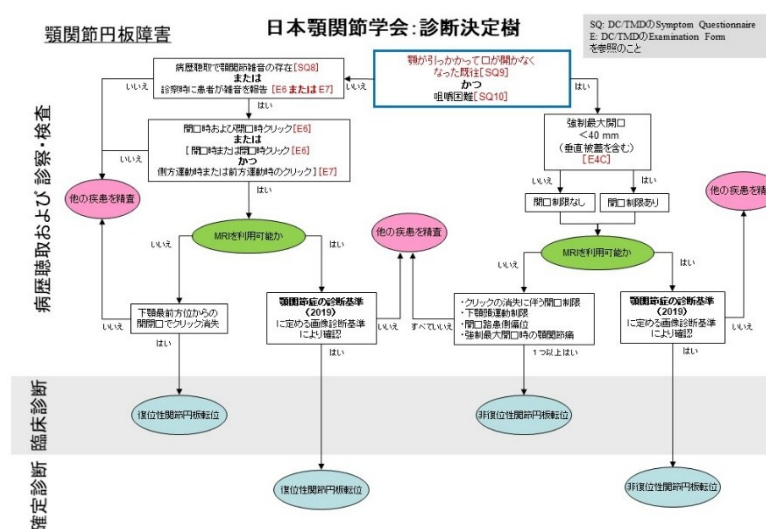 顎関節円板障害
日本顎関節学会：診断決定樹
SQ: DC/TMDのSymptom Questionnaire
E: DC/TMDのExamination Form
を参照のこと
病歴聴取および 診察・検査
病歴聴取で顎関節雑音の存在[SQ8]
または
診察時に患者が雑音を報告 [E6 または E7]
いいえ
はい
顎が引っかかって口が開かなく
なった既往[SQ9]
かつ
咀嚼困難[SQ10]
いいえ
はい
開口時および閉口時クリック[E6]
または
[ 開口時または閉口時クリック[E6]
かつ
側方運動時または前方運動時のクリック] [E7]
いいえ
はい
強制最大開口
＜40 mm
(垂直被蓋を含む)
[E4C]
いいえ
はい
開口制限なし
開口制限あり
他の疾患を精査
他の疾患を精査
他の疾患を精査
MRIを利用可能か
いいえ
はい
MRIを利用可能か
いいえ
はい
下顎最前方位からの
開閉口でクリック消失
いいえ
はい
顎関節症の診断基準
(2019)
に定める画像診断基準
により確認
いいえ
はい
・クリックの消失に伴う開口制限
・下顎頭運動制限
・開口路患側偏位
・強制最大開口時の顎関節痛
すべていいえ
1つ以上はい
顎関節症の診断基準
(2019)
に定める画像診断基準
により確認
いいえ
はい
臨床診断
復位性関節円板転位
非復位性関節円板転位
確定診断
復位性関節円板転位
非復位性関節円板転位